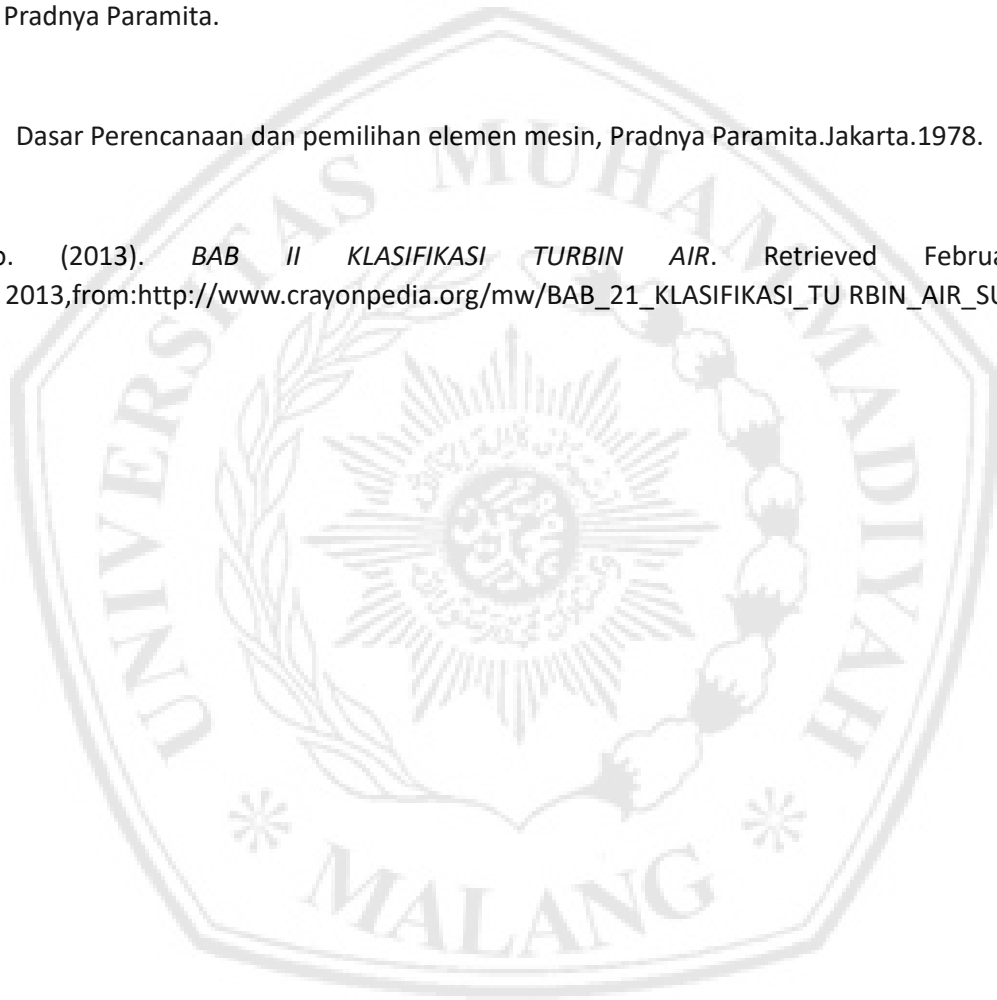 Pradnya Paramita.
Dasar Perencanaan dan pemilihan elemen mesin, Pradnya Paramita.Jakarta.1978.
(2013). BAB II KLASIFIKASI TURBIN AIR. Retrieved Februa
2013,from:http://www.crayonpedia.org/mw/BAB_21_KLASIFIKASI_TU RBIN_AIR_SU
UNIVERSITAS MUHAMMADIYAH
MALANG